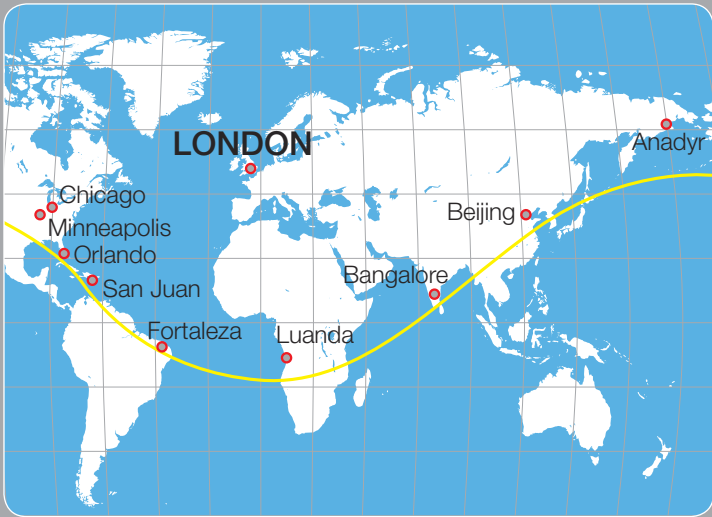 LONDON
Anadyr
Chicago
Beijing
Minneapolis
Orlando
Bangalore
San Juan
Fortaleza
Luanda